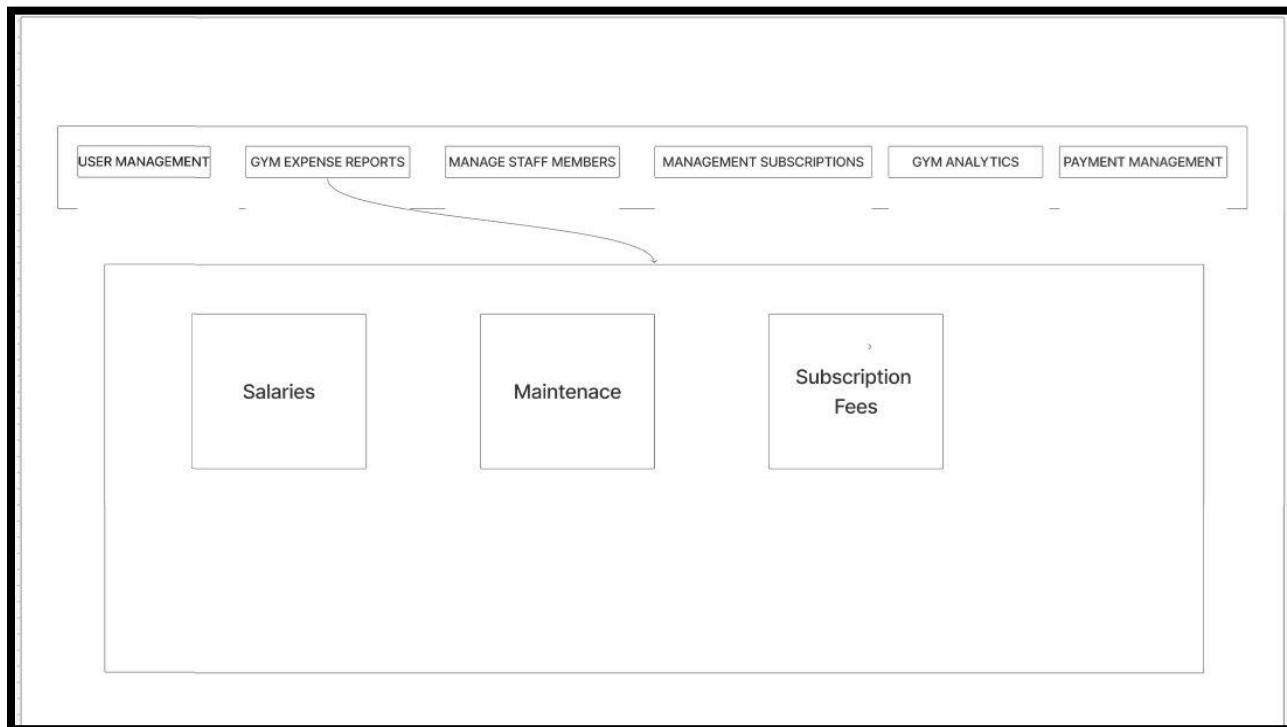 USER MANAGEMENT GYM EXPENSE REPORTS MANAGE STAFF MEMBERS MANAGEMENT SUBSCRIPTIONS GYM ANALYTICS PAYMENT MANAGEMENT
Salaries
Maintenace
Subscription
Fees